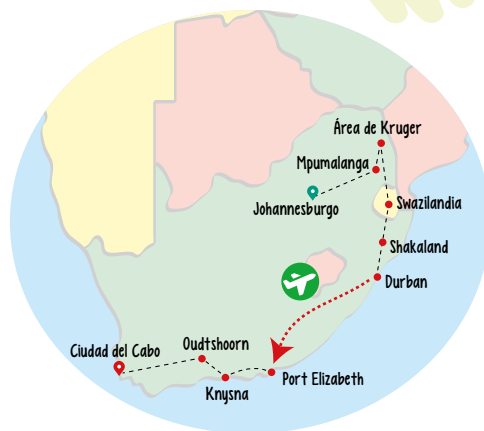 Área de Kruger
Mpumalanga
Johannesburgo
Swazilandia
Shakaland
Durban
Oudtshoorn
Ciudad del Cabo
Port Elizabeth
Knysna